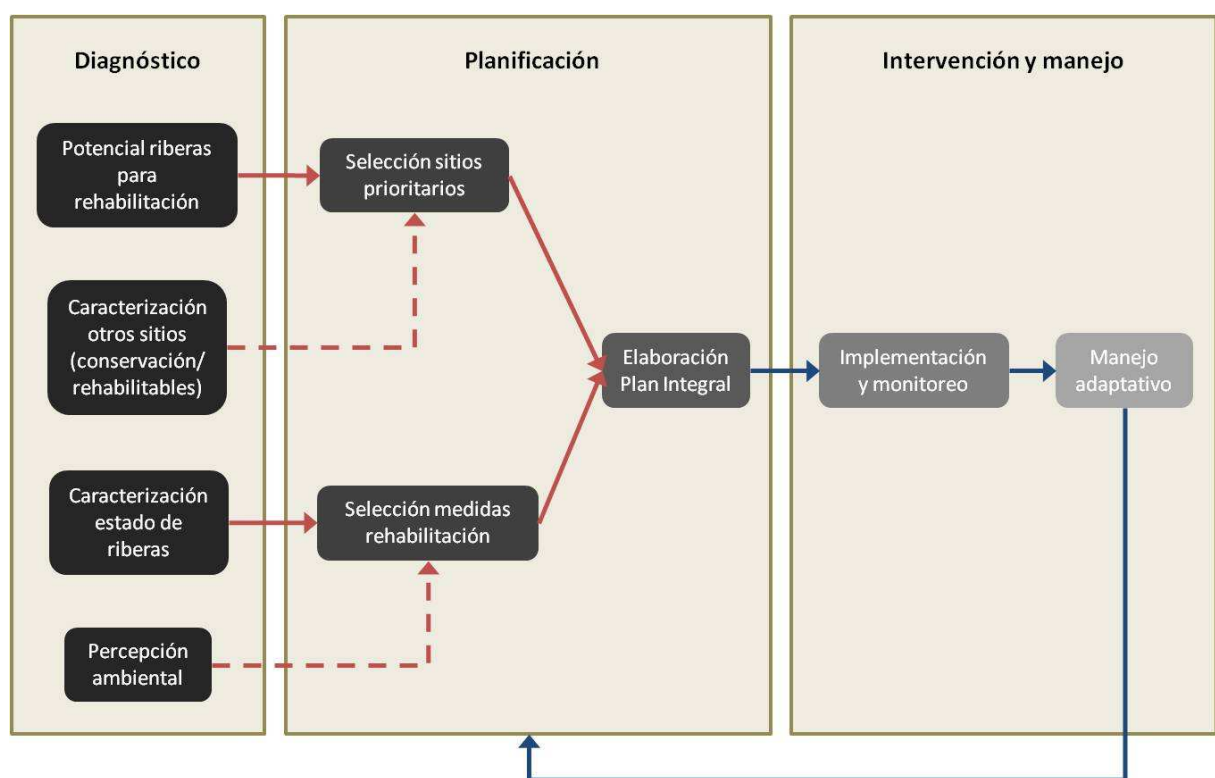 Diagnóstico
Potencial riberas
para
rehabilitación
Caracterización
otros sitios
(conservación/
rehabilitables)
Caracterización
estado de
riberas
Percepción
ambiental
Planificación
Selección sitios
prioritarios
Selección medidas
rehabilitación
Elaboración
Plan Integral
Intervención y manejo
Implementación
y monitoreo
Manejo
adaptativo